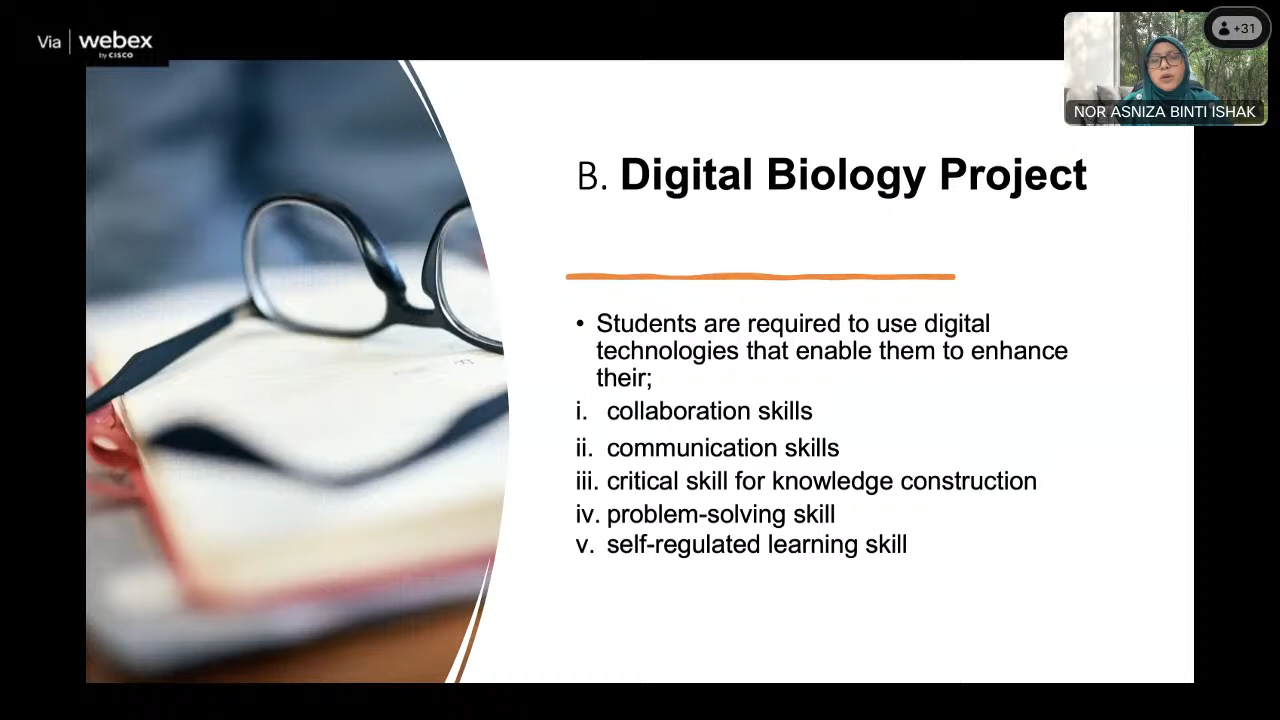 Via webex
by CISCO
+31
NOR ASNIZA BINTI ISHAK
B. Digital Biology Project
• Students are required to use digital
technologies that enable them to enhance
their;
i. collaboration skills
ii. communication skills
iii. critical skill for knowledge construction
iv. problem-solving skill
v. self-regulated learning skill